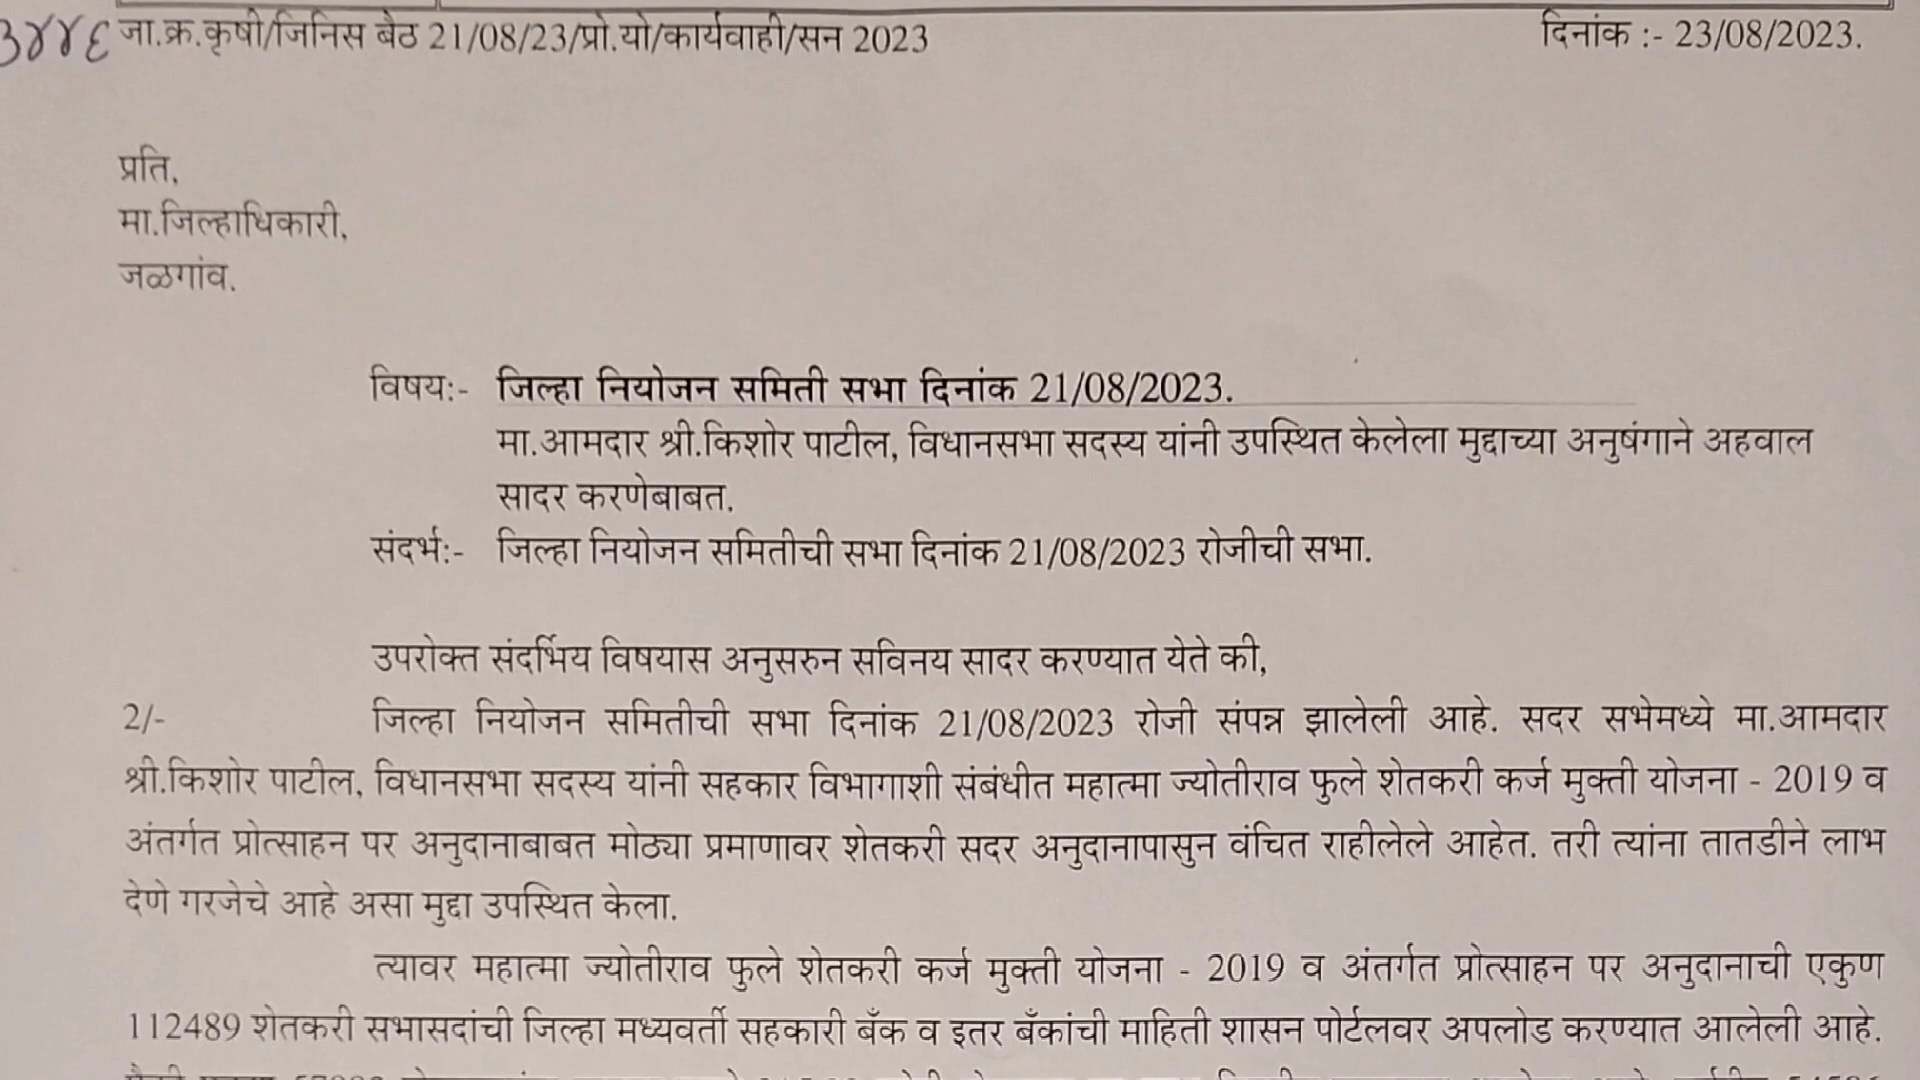 ३४४६ जा.क्र.कृषी/जिनिस बैठ 21/08/23/प्रो.यो/कार्यवाही/सन 2023 दिनांक :- 23/08/2023.
प्रति,
मा.जिल्हाधिकारी,
जळगांव.
विषय:- जिल्हा नियोजन समिती सभा दिनांक 21/08/2023.
मा.आमदार श्री.किशोर पाटील, विधानसभा सदस्य यांनी उपस्थित केलेला मुद्दाच्या अनुषंगाने अहवाल
सादर करणेबाबत.
संदर्भ:- जिल्हा नियोजन समितीची सभा दिनांक 21/08/2023 रोजीची सभा.
उपरोक्त संदर्भिय विषयास अनुसरुन सविनय सादर करण्यात येते की,
2/- जिल्हा नियोजन समितीची सभा दिनांक 21/08/2023 रोजी संपन्न झालेली आहे. सदर सभेमध्ये मा.आमदार
श्री.किशोर पाटील, विधानसभा सदस्य यांनी सहकार विभागाशी संबंधीत महात्मा ज्योतीराव फुले शेतकरी कर्ज मुक्ती योजना - 2019 व
अंतर्गत प्रोत्साहन पर अनुदानाबाबत मोठ्या प्रमाणावर शेतकरी सदर अनुदानापासुन वंचित राहीलेले आहेत. तरी त्यांना तातडीने लाभ
देणे गरजेचे आहे असा मुद्दा उपस्थित केला.
त्यावर महात्मा ज्योतीराव फुले शेतकरी कर्ज मुक्ती योजना - 2019 व अंतर्गत प्रोत्साहन पर अनुदानाची एकुण
112489 शेतकरी सभासदांची जिल्हा मध्यवर्ती सहकारी बँक व इतर बँकांची माहिती शासन पोर्टलवर अपलोड करण्यात आलेली आहे.